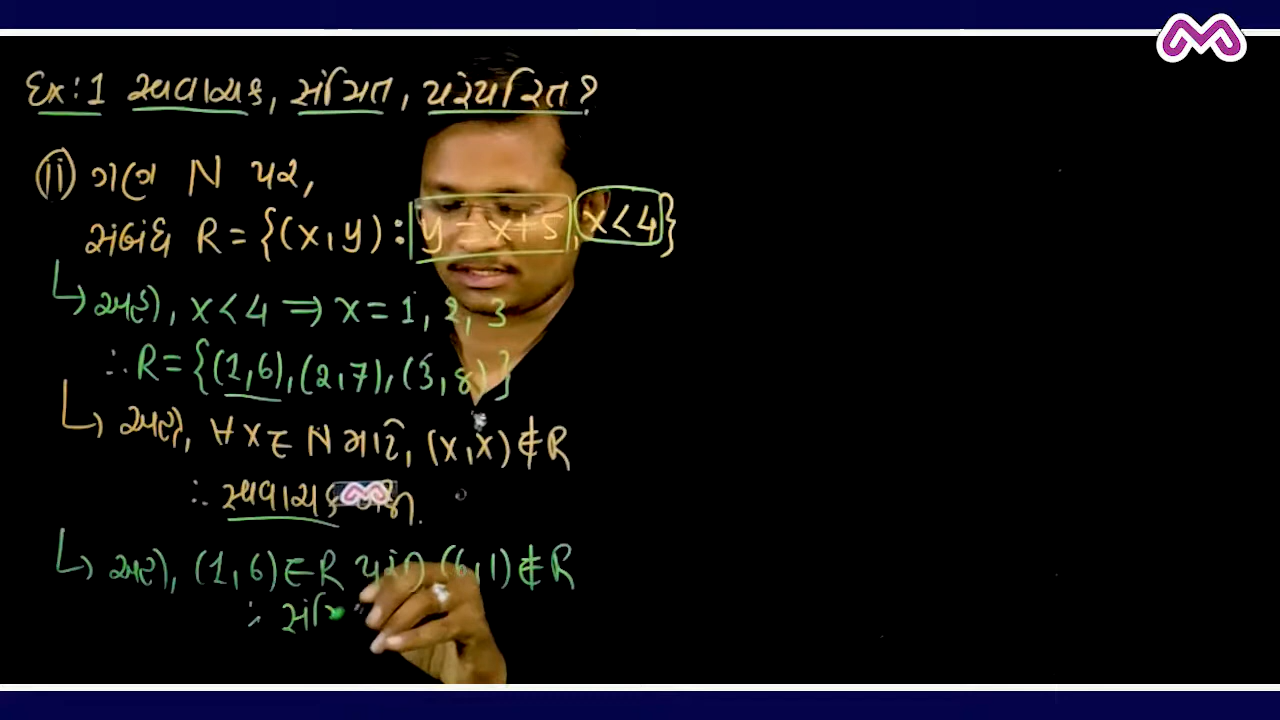 Ex: 1 સ્વવાચક, સંમિત, પરંપરિત ?
(ii) ગણ N પર,
સંબંધ R = {(x, y) : y = x + 5, x < 4}
↳ અહીં, x < 4 ⇒ x = 1, 2, 3
∴ R = {(1, 6), (2, 7), (3, 8)}
↳ અહીં, ∀ x ∈ N માટે, (x, x) ∉ R
∴ સ્વવાચક
↳ અહીં, (1, 6) ∈ R પરંતુ (6, 1) ∉ R
∴ સંમિ